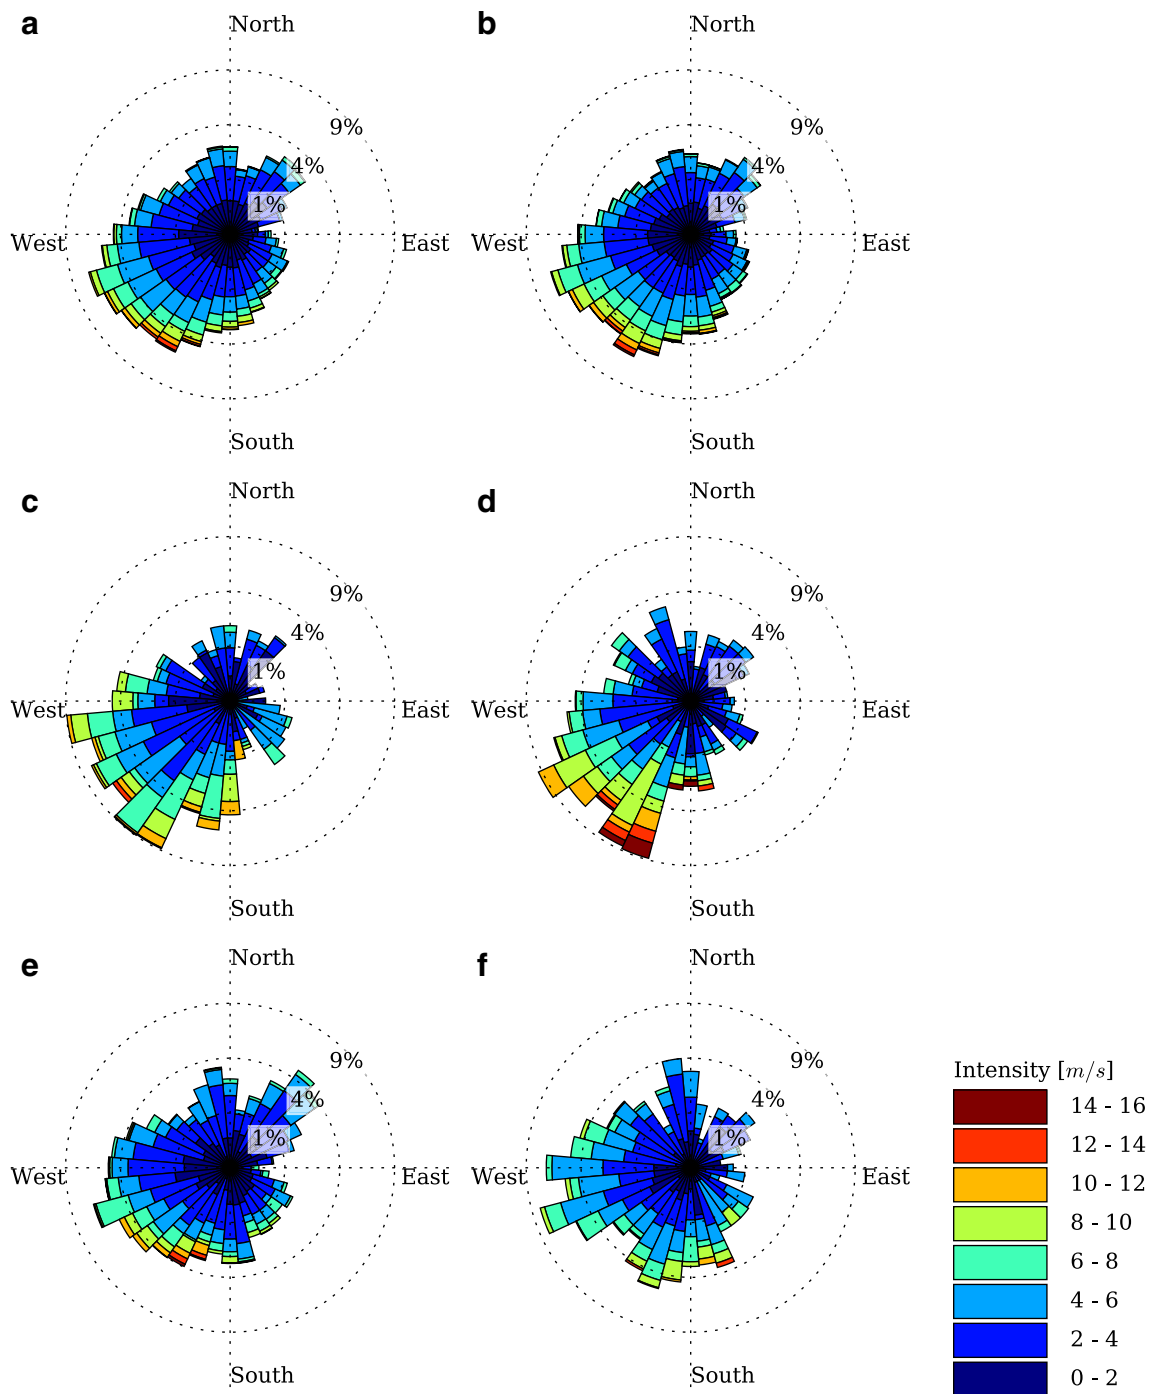 a
North
9%
4%
1%
West
East
South
b
North
9%
4%
1%
West
East
South
c
North
9%
4%
1%
West
East
South
d
North
9%
4%
1%
West
East
South
e
North
9%
4%
1%
West
East
South
f
North
9%
4%
1%
West
East
South
Intensity [m/s]
14 - 16
12 - 14
10 - 12
8 - 10
6 - 8
4 - 6
2 - 4
0 - 2